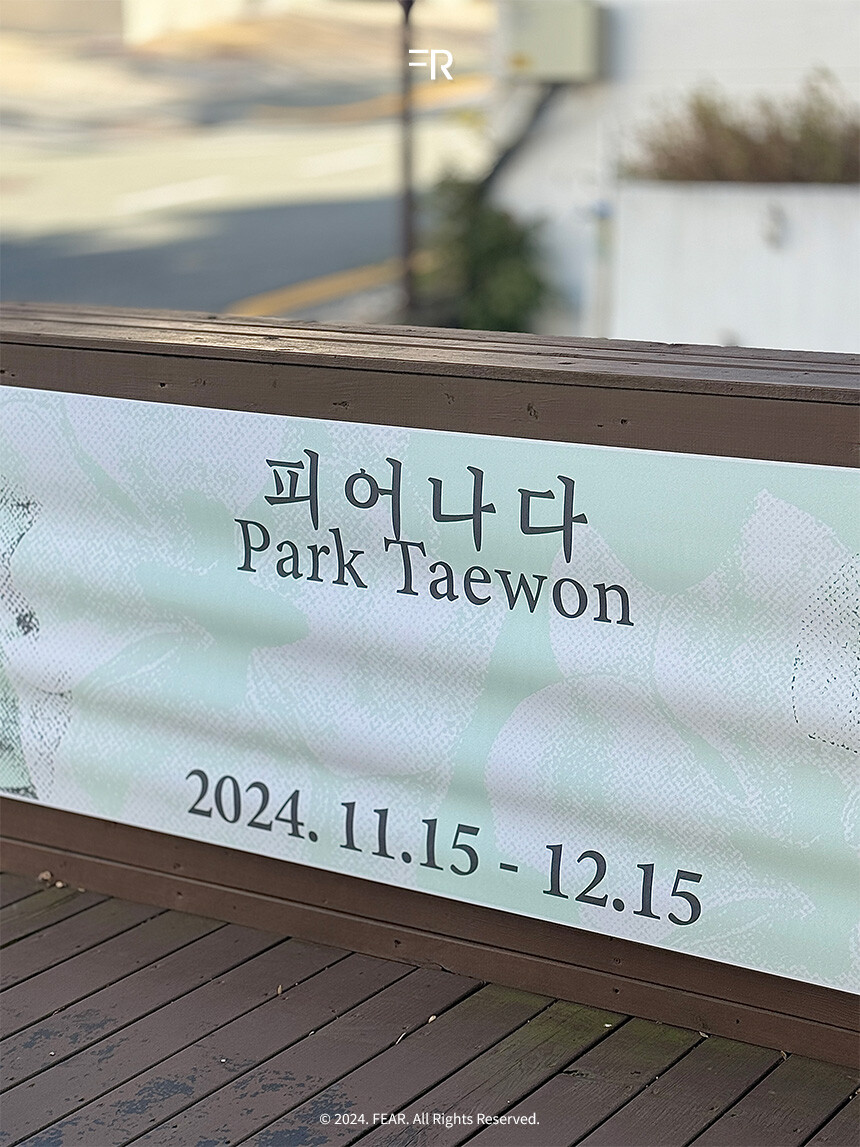 FR
피어나다
Park Taewon
2024. 11.15 - 12.15
© 2024. FEAR. All Rights Reserved.